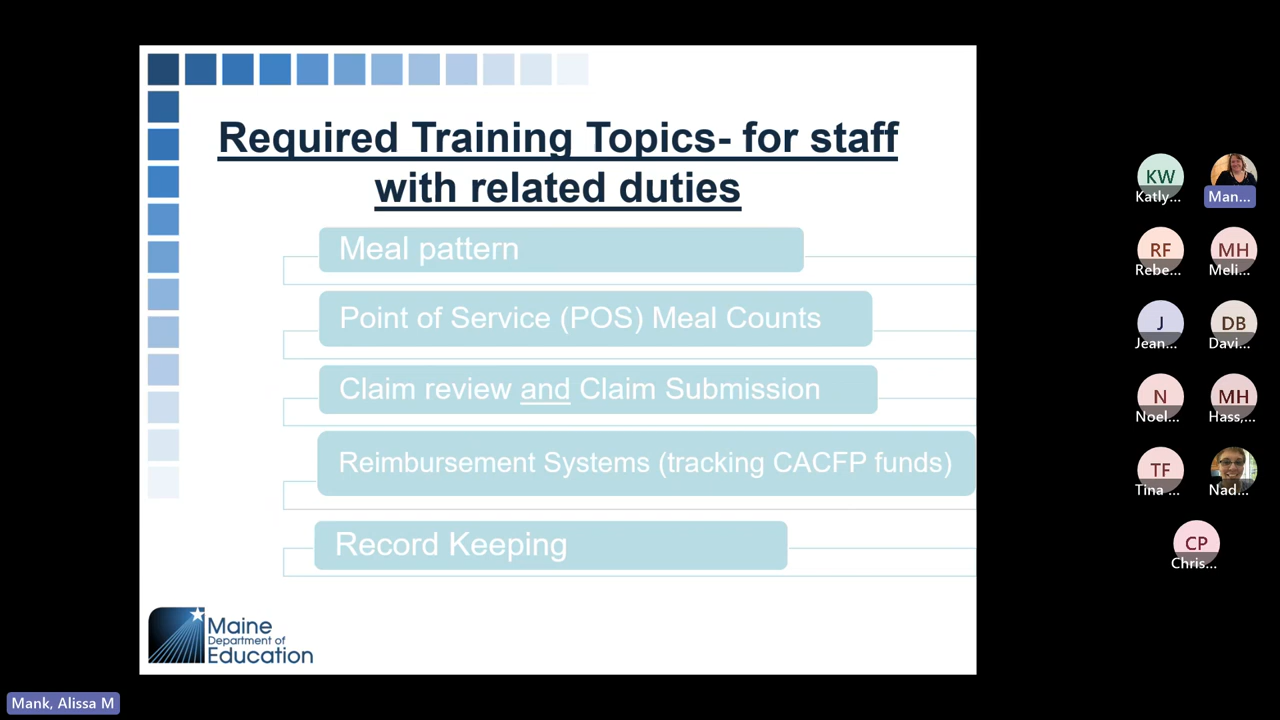 Required Training Topics- for staff
with related duties
Meal pattern
Point of Service (POS) Meal Counts
Claim review and Claim Submission
Reimbursement Systems (tracking CACFP funds)
Record Keeping
Maine
Department of
Education
KW
Katly...
Man...
RF
Rebe...
MH
Meli...
J
Jean...
DB
Davi...
N
Noel...
MH
Hass,...
TF
Tina ...
Nad...
CP
Chris...
Mank, Alissa M